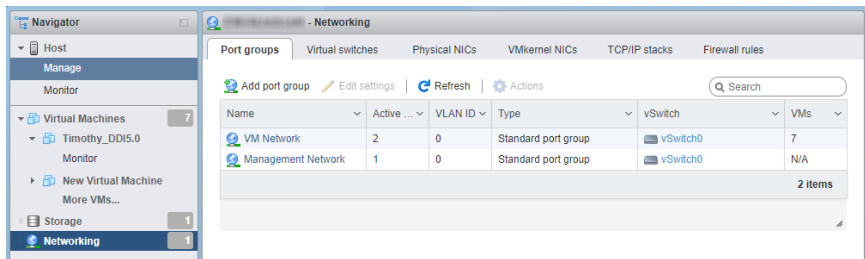 Navigator
Host
Manage
Monitor
Virtual Machines 7
Timothy_DDI5.0
Monitor
New Virtual Machine
More VMs...
Storage 1
Networking 1
- Networking
Port groups Virtual switches Physical NICs VMkernel NICs TCP/IP stacks Firewall rules
Add port group Edit settings Refresh Actions Search
Name Active ... VLAN ID Type vSwitch VMs
VM Network 2 0 Standard port group vSwitch0 7
Management Network 1 0 Standard port group vSwitch0 N/A
2 items